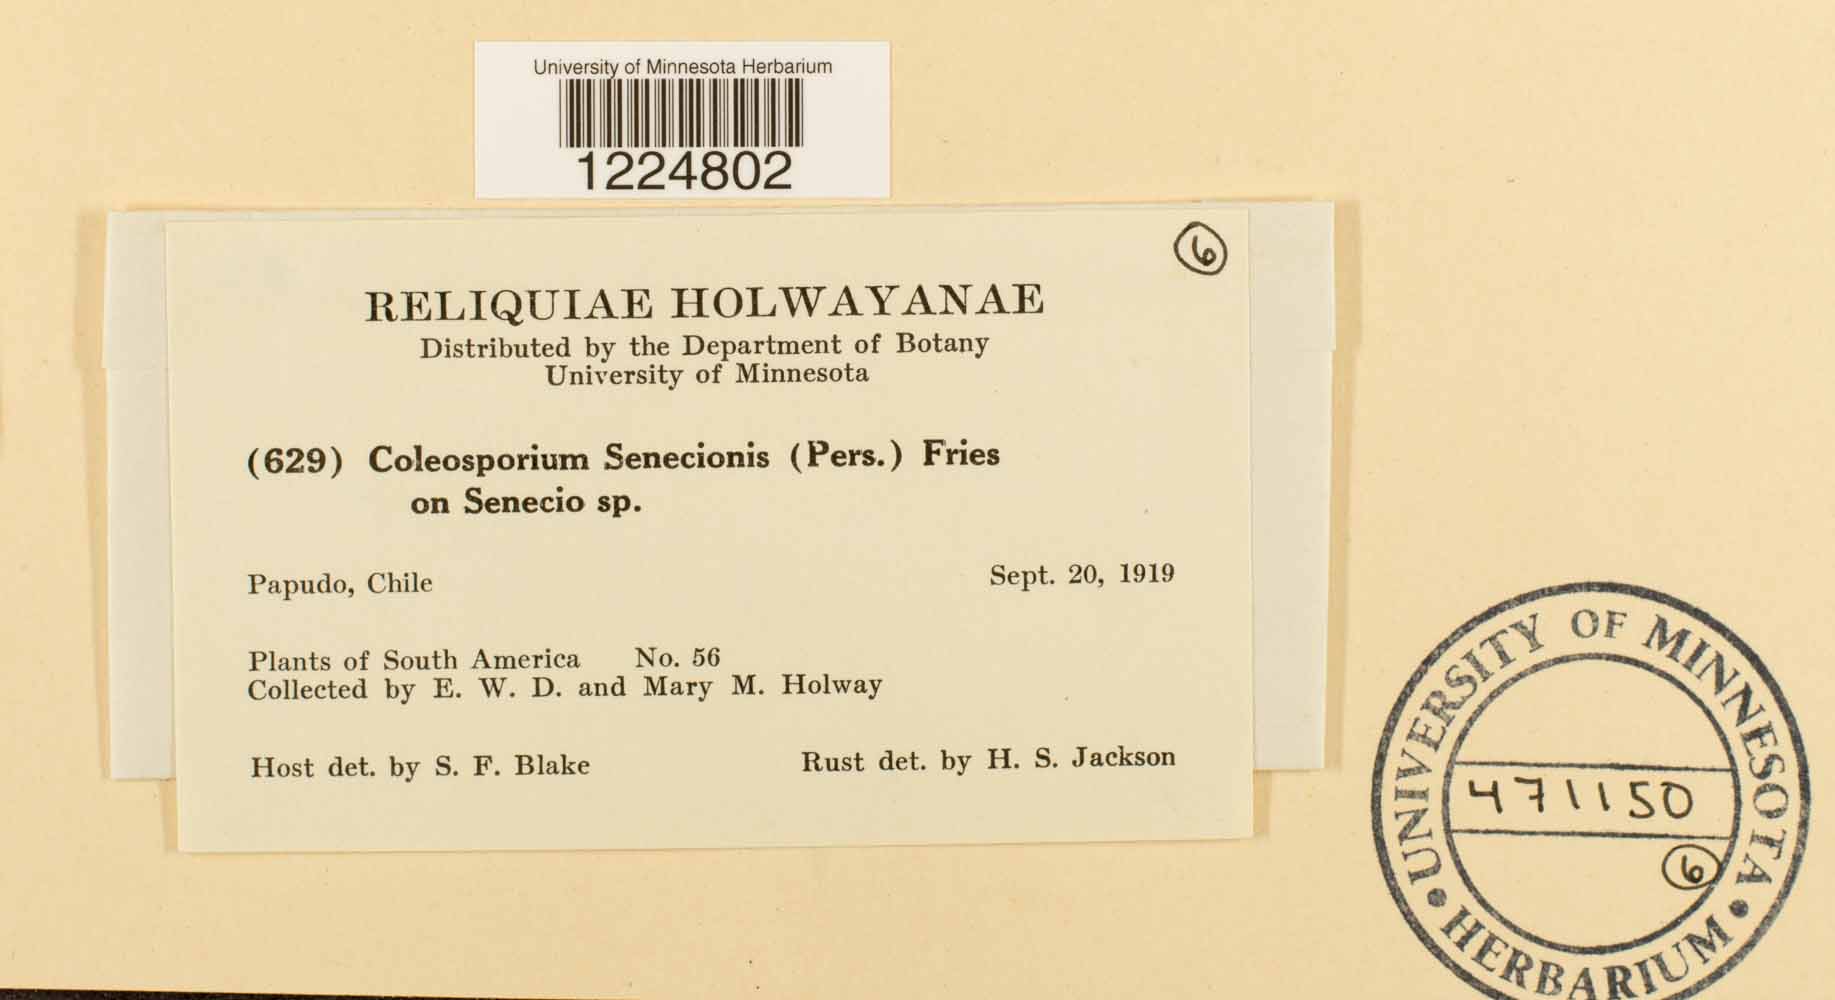 University of Minnesota Herbarium
1224802
6
RELIQUIAE HOLWAYANAE
Distributed by the Department of Botany
University of Minnesota
(629) Coleosporium Senecionis (Pers.) Fries
on Senecio sp.
Papudo, Chile Sept. 20, 1919
Plants of South America No. 56
Collected by E. W. D. and Mary M. Holway
Host det. by S. F. Blake Rust det. by H. S. Jackson
UNIVERSITY OF MINNESOTA
471150
6
HERBARIUM